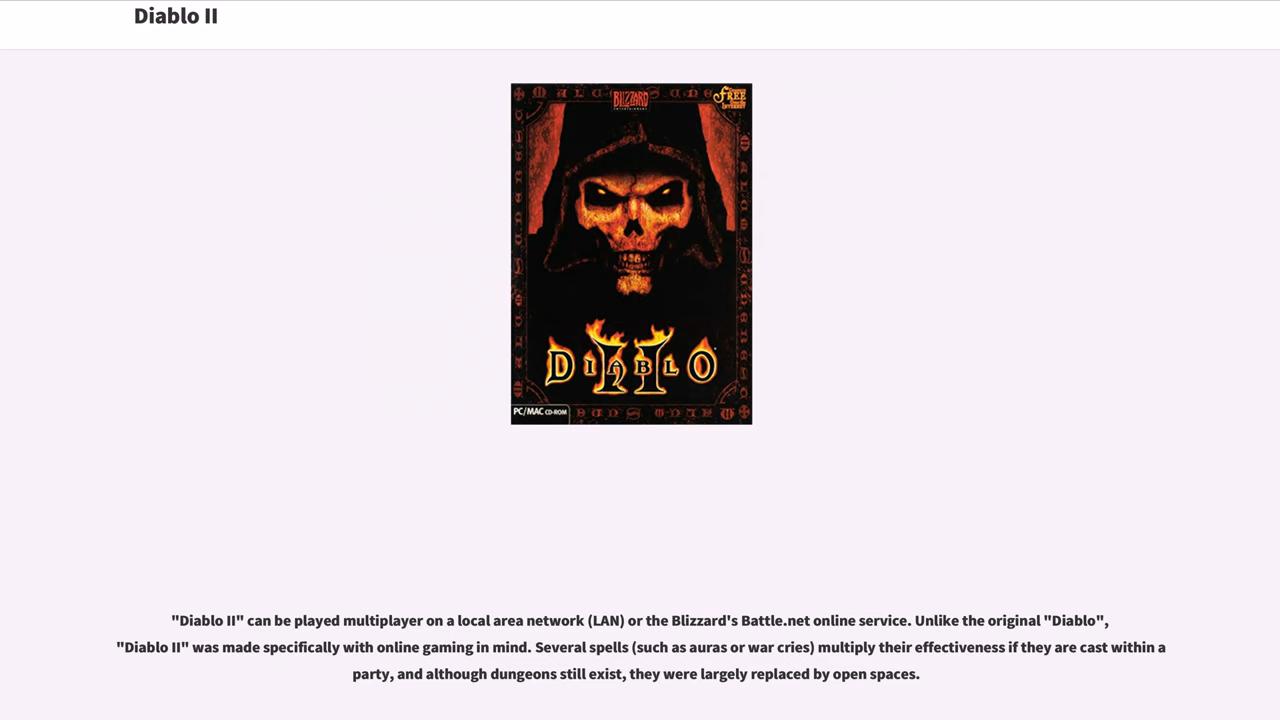 Diablo II
BLIZZARD
ENTERTAINMENT
FREE
INTERNET
DIABLO
II
PC/MAC CD-ROM
"Diablo II" can be played multiplayer on a local area network (LAN) or the Blizzard's Battle.net online service. Unlike the original "Diablo",
"Diablo II" was made specifically with online gaming in mind. Several spells (such as auras or war cries) multiply their effectiveness if they are cast within a
party, and although dungeons still exist, they were largely replaced by open spaces.